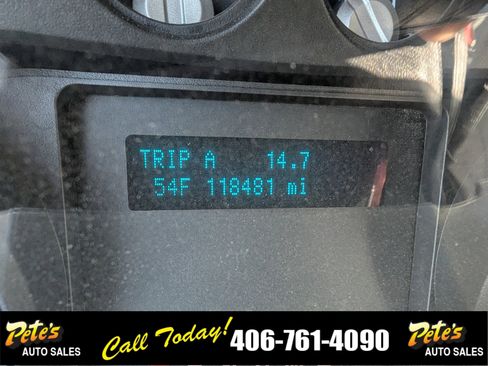 TRIP A 14.7
54F 118481 mi
Pete's AUTO SALES
Call Today! 406-761-4090
Pete's AUTO SALES